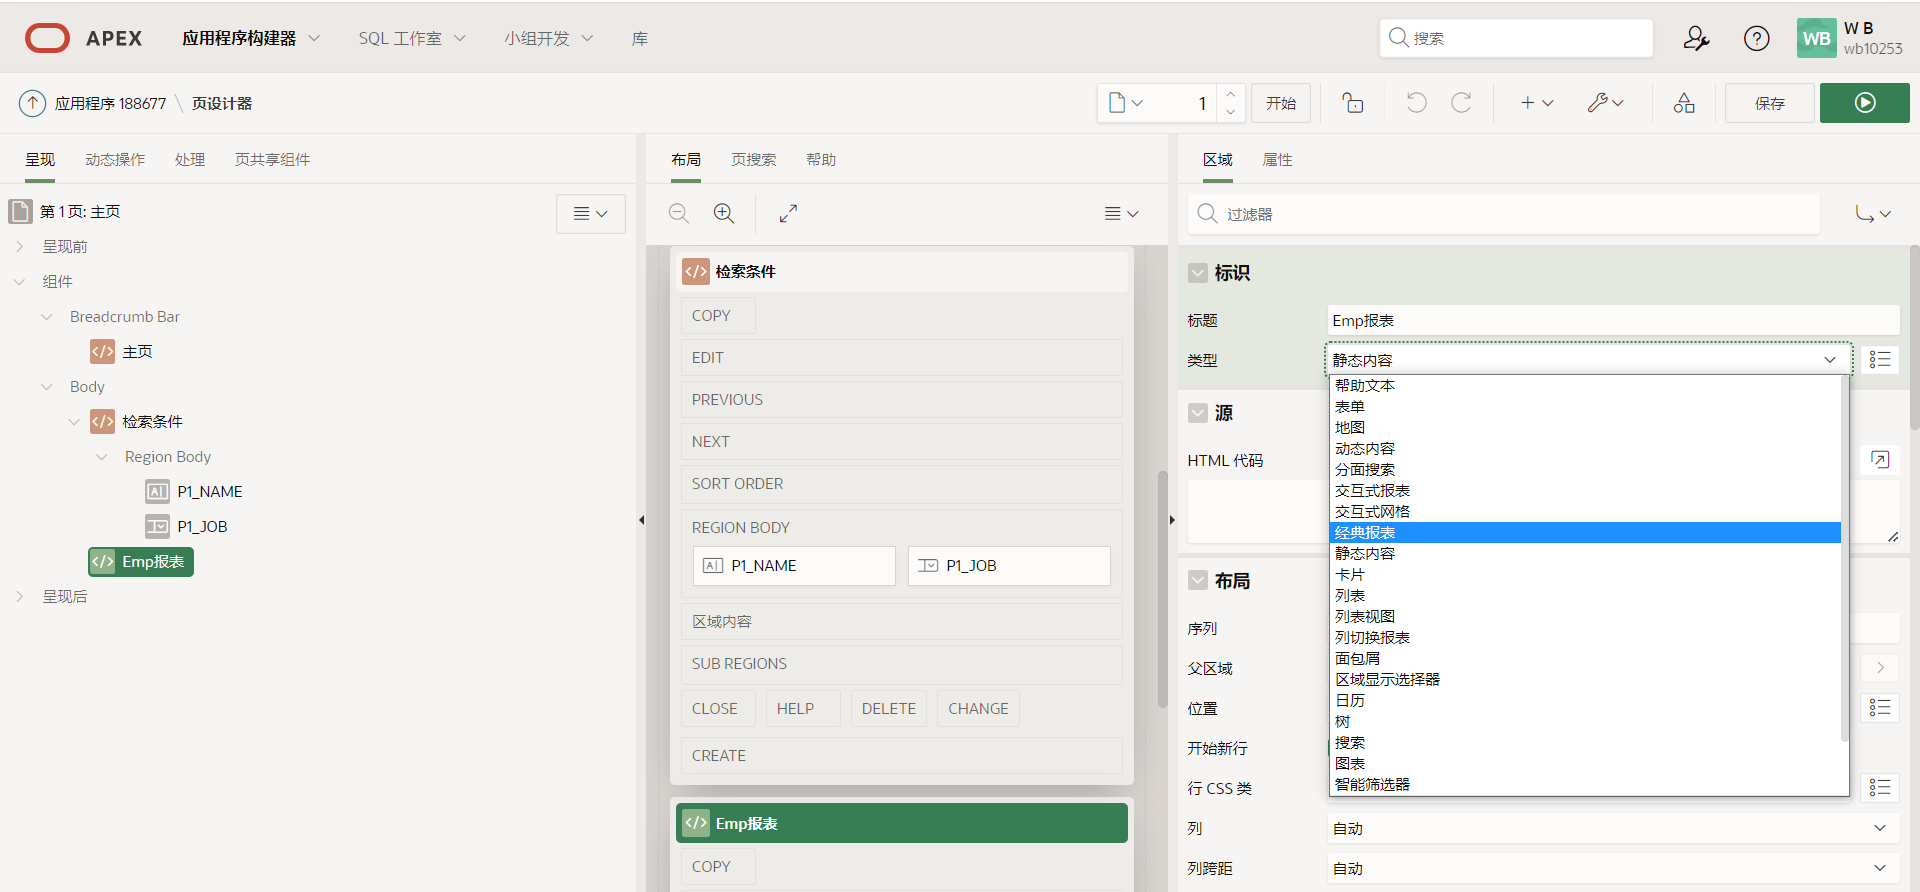 APEX 应用程序构建器 SQL 工作室 小组开发 库 搜索 WB W B
wb10253
应用程序 188677 \ 页设计器 1 开始 保存
呈现 动态操作 处理 页共享组件
第 1 页: 主页
呈现前
组件
Breadcrumb Bar
主页
Body
检索条件
Region Body
P1_NAME
P1_JOB
Emp报表
呈现后
布局 页搜索 帮助
检索条件
COPY
EDIT
PREVIOUS
NEXT
SORT ORDER
REGION BODY
P1_NAME P1_JOB
区域内容
SUB REGIONS
CLOSE HELP DELETE CHANGE
CREATE
Emp报表
COPY
区域 属性
过滤器
标识
标题 Emp报表
类型 静态内容
帮助文本
表单
地图
动态内容
分面搜索
交互式报表
交互式网格
经典报表
静态内容
卡片
列表
列表视图
列切换报表
面包屑
区域显示选择器
日历
树
搜索
图表
智能筛选器
源
HTML 代码
布局
序列
父区域
位置
开始新行
行 CSS 类
列 自动
列跨距 自动